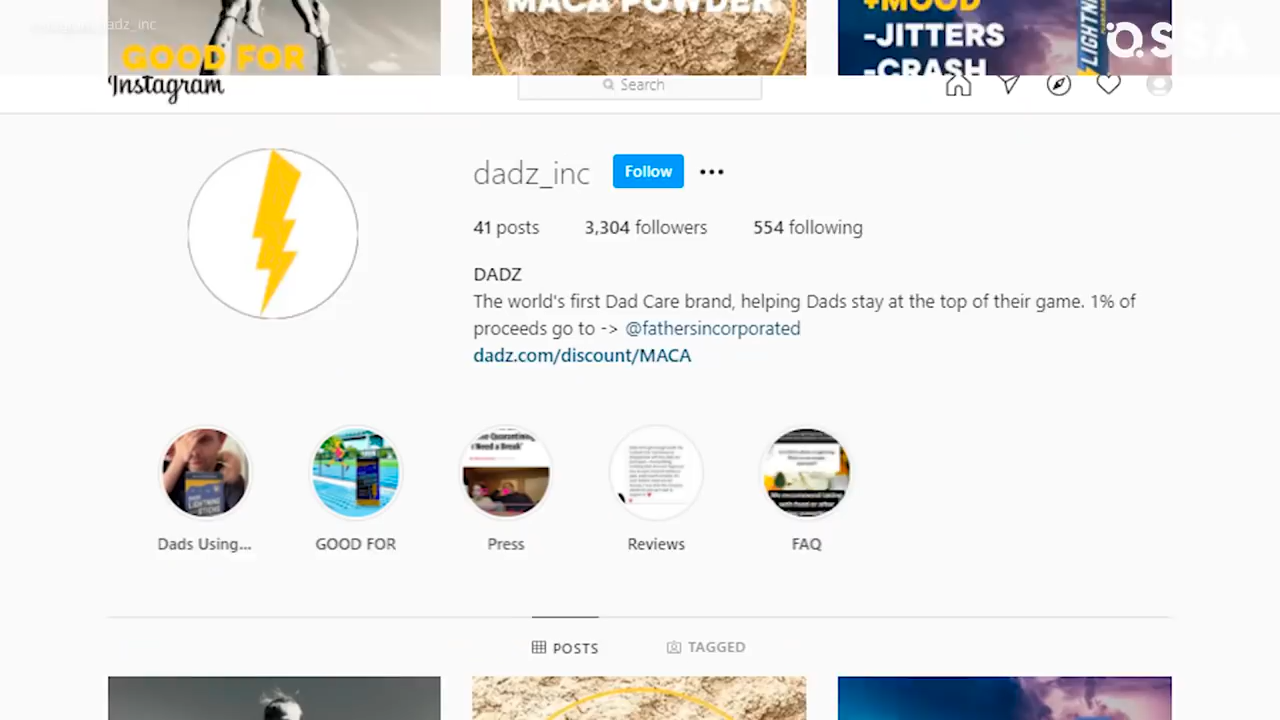 MACA POWDER
+MOOD
-JITTERS
-CRASH
GOOD FOR
LIGHTN
Instagram
Search
dadz_inc
Follow
41 posts 3,304 followers 554 following
DADZ
The world's first Dad Care brand, helping Dads stay at the top of their game. 1% of
proceeds go to -> @fathersincorporated
dadz.com/discount/MACA
Dads Using... GOOD FOR Press Reviews FAQ
POSTS TAGGED